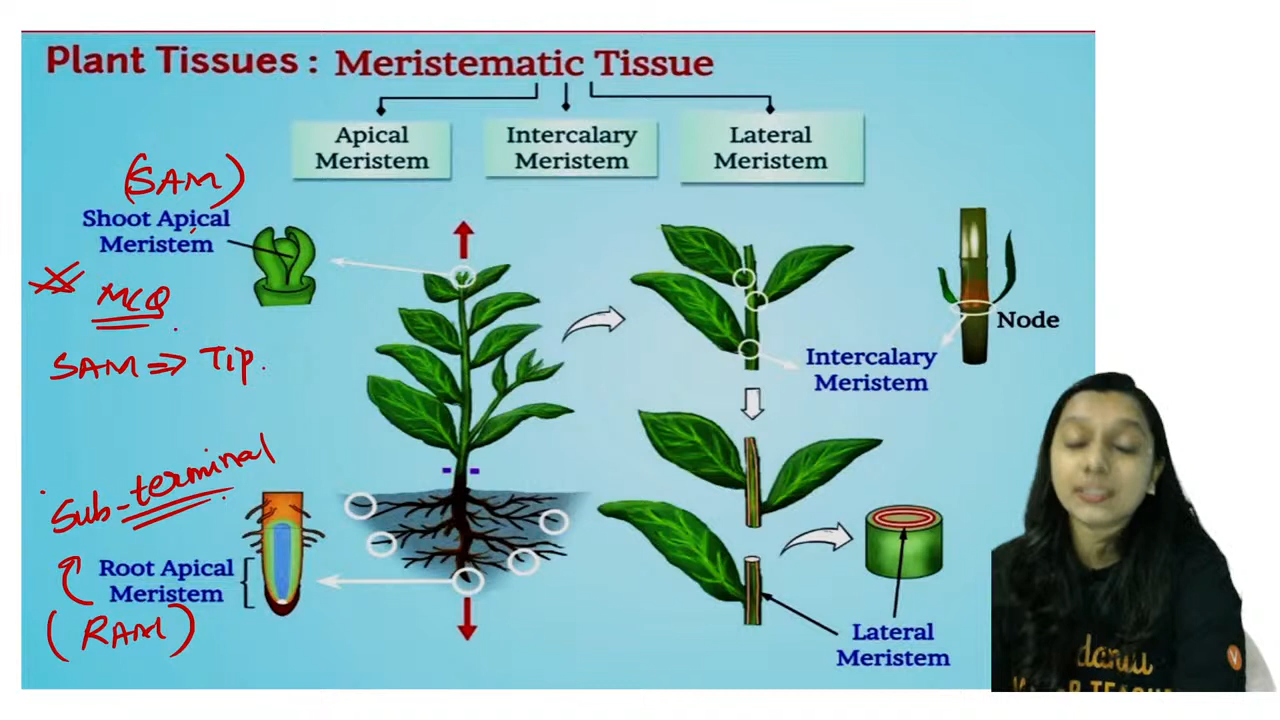 Plant Tissues : Meristematic Tissue
Apical
Meristem
Intercalary
Meristem
Lateral
Meristem
(SAM)
Shoot Apical
Meristem
MCQ
SAM ⇒ Tip.
Sub-terminal
Root Apical
Meristem
(RAM)
Node
Intercalary
Meristem
Lateral
Meristem
V